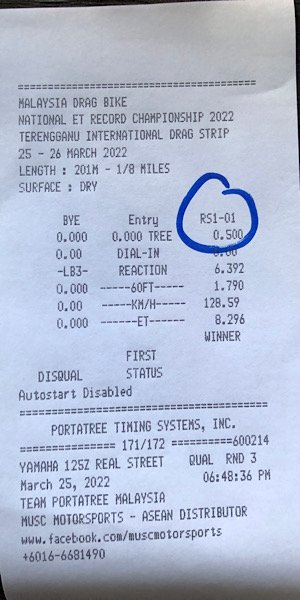 ========================================
MALAYSIA DRAG BIKE
NATIONAL ET RECORD CHAMPIONSHIP 2022
TERENGGANU INTERNATIONAL DRAG STRIP
25 - 26 MARCH 2022
LENGTH : 201M - 1/8 MILES
SURFACE : DRY
BYE Entry RS1-01
0.000 0.000 TREE 0.500
0.00 DIAL-IN 0.00
-LB3- REACTION 6.392
0.000 ------60FT----- 1.790
0.00 ------KM/H----- 128.59
0.000 -------ET------ 8.296
WINNER
FIRST
DISQUAL STATUS
Autostart Disabled
========================================
PORTATREE TIMING SYSTEMS, INC.
=============== 171/172 ==========600214
YAMAHA 125Z REAL STREET QUAL RND 3
March 25, 2022 06:48:36 PM
TEAM PORTATREE MALAYSIA
MUSC MOTORSPORTS - ASEAN DISTRIBUTOR
www.facebook.com/muscmotorsports
+6016-6681490